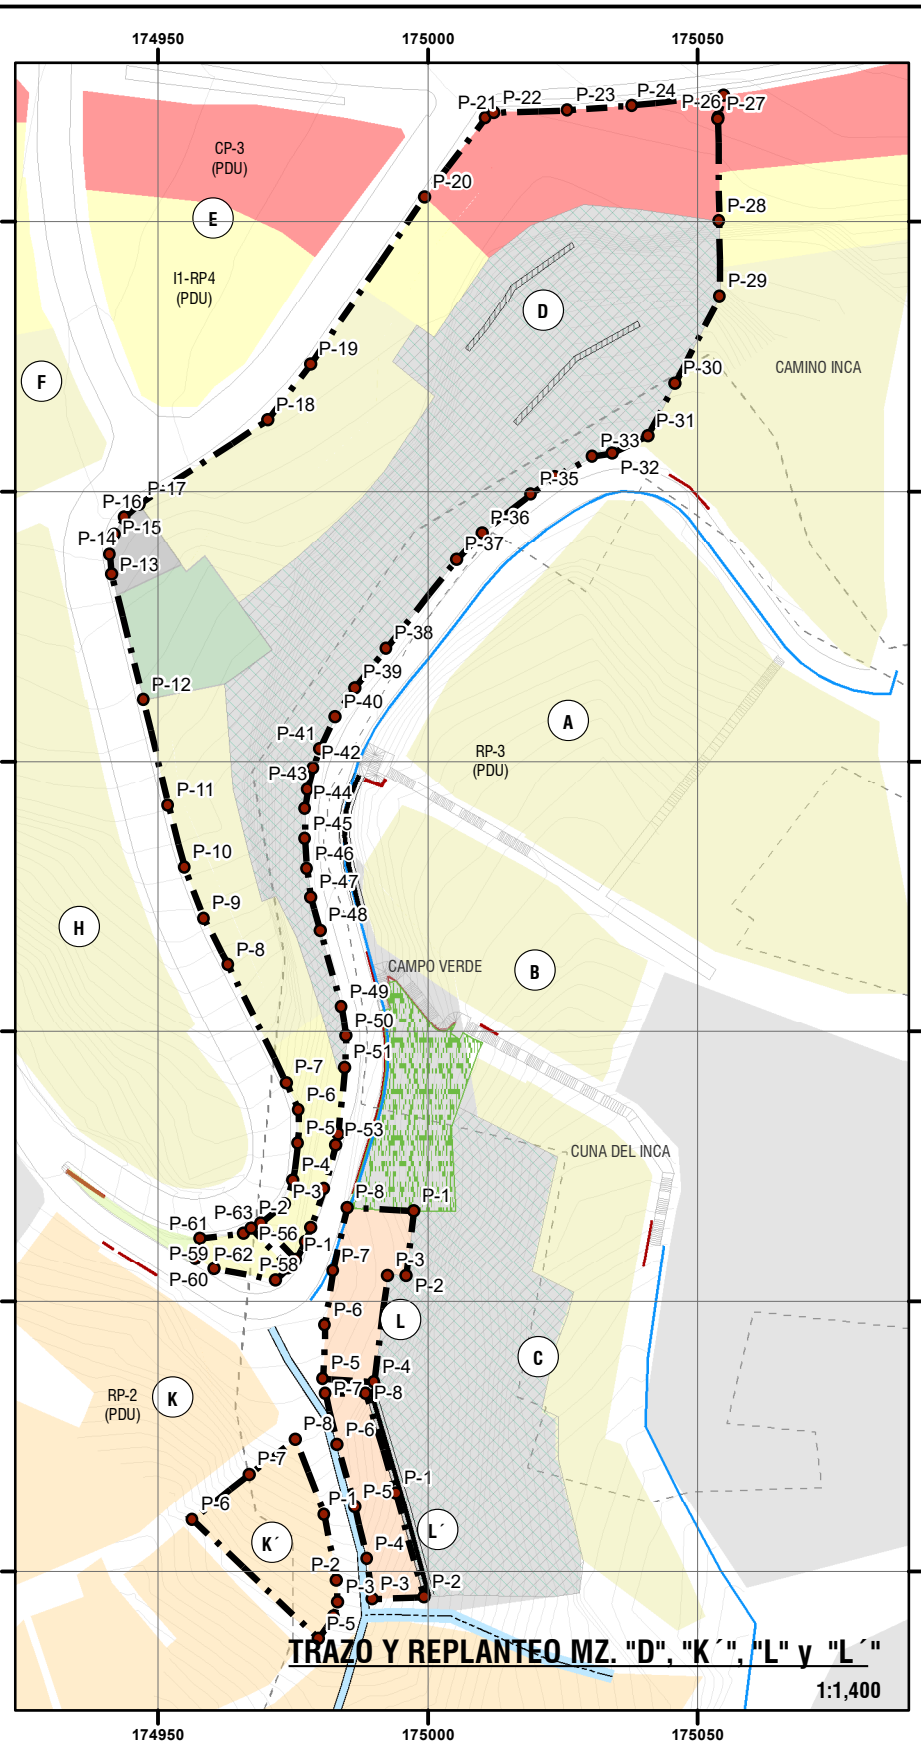 174950
175000
175050
P-21
P-22
P-23
P-24
P-26
P-27
CP-3
(PDU)
P-20
E
P-28
I1-RP4
(PDU)
P-29
D
P-19
P-30
CAMINO INCA
F
P-18
P-31
P-33
P-32
P-35
P-17
P-16
P-36
P-15
P-14
P-37
P-13
P-38
P-39
P-12
P-40
A
P-41
P-42
RP-3
(PDU)
P-43
P-44
P-11
P-45
P-46
P-10
P-47
P-9
P-48
H
P-8
CAMPO VERDE
B
P-49
P-50
P-51
P-7
P-6
P-5
P-53
CUNA DEL INCA
P-4
P-3
P-8
P-1
P-2
P-63
P-61
P-56
P-1
P-59
P-62
P-58
P-60
P-7
P-3
P-2
P-6
L
C
P-5
P-4
P-7
P-8
RP-2
(PDU)
K
P-8
P-6
P-7
P-1
P-5
P-1
P-6
K´
L´
P-4
P-2
P-3
P-3
P-2
P-5
TRAZO Y REPLANTEO MZ. "D", "K´", "L" y "L´"
1:1,400
174950
175000
175050